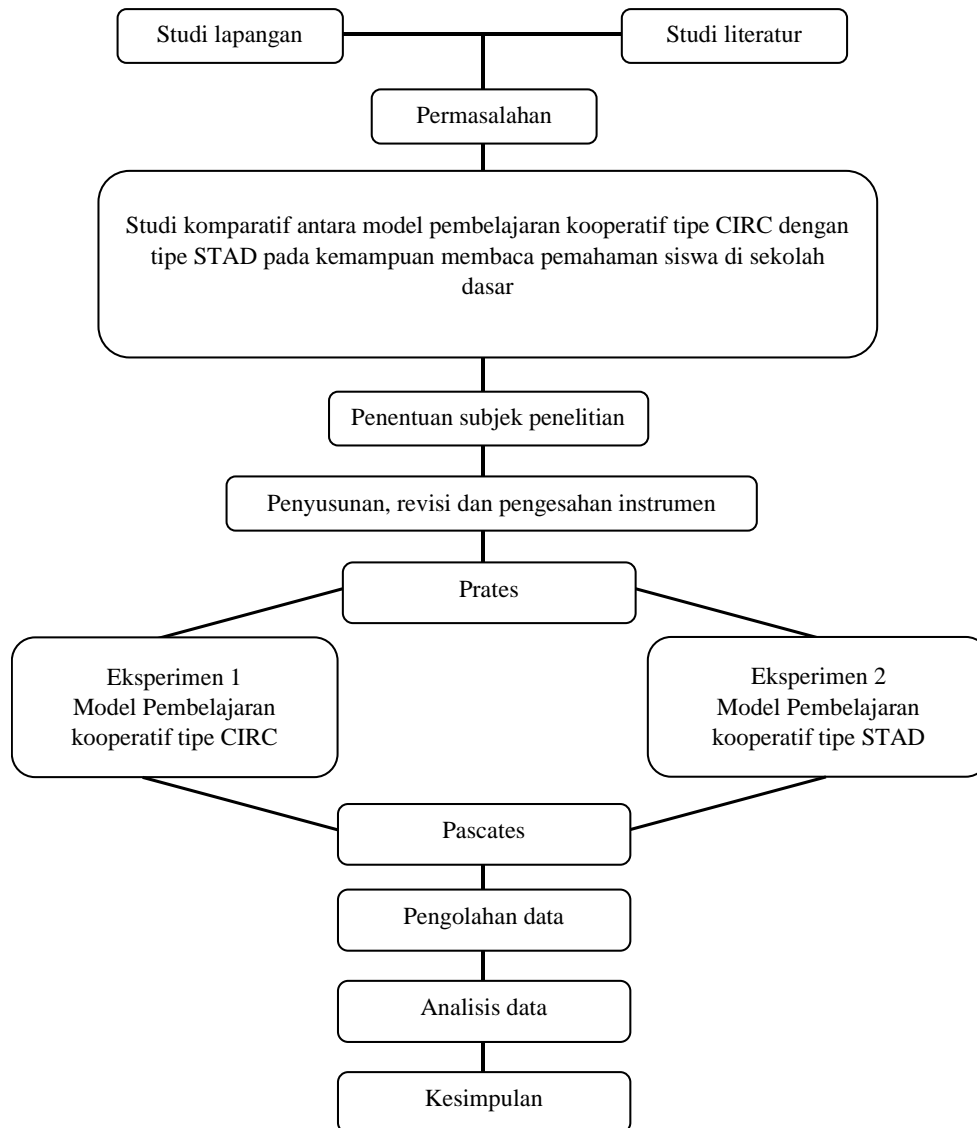 Studi lapangan
Studi literatur
Permasalahan
Studi komparatif antara model pembelajaran kooperatif tipe CIRC dengan
tipe STAD pada kemampuan membaca pemahaman siswa di sekolah
dasar
Penentuan subjek penelitian
Penyusunan, revisi dan pengesahan instrumen
Prates
Eksperimen 1
Model Pembelajaran
kooperatif tipe CIRC
Eksperimen 2
Model Pembelajaran
kooperatif tipe STAD
Pascates
Pengolahan data
Analisis data
Kesimpulan